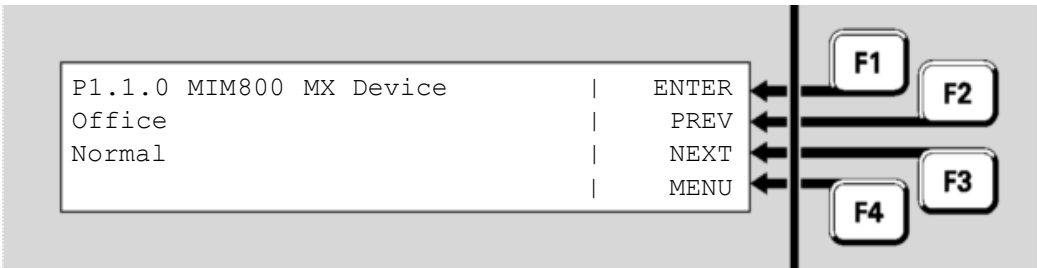 P1.1.0 MIM800 MX Device | ENTER
Office | PREV
Normal | NEXT
| MENU
F1
F2
F3
F4